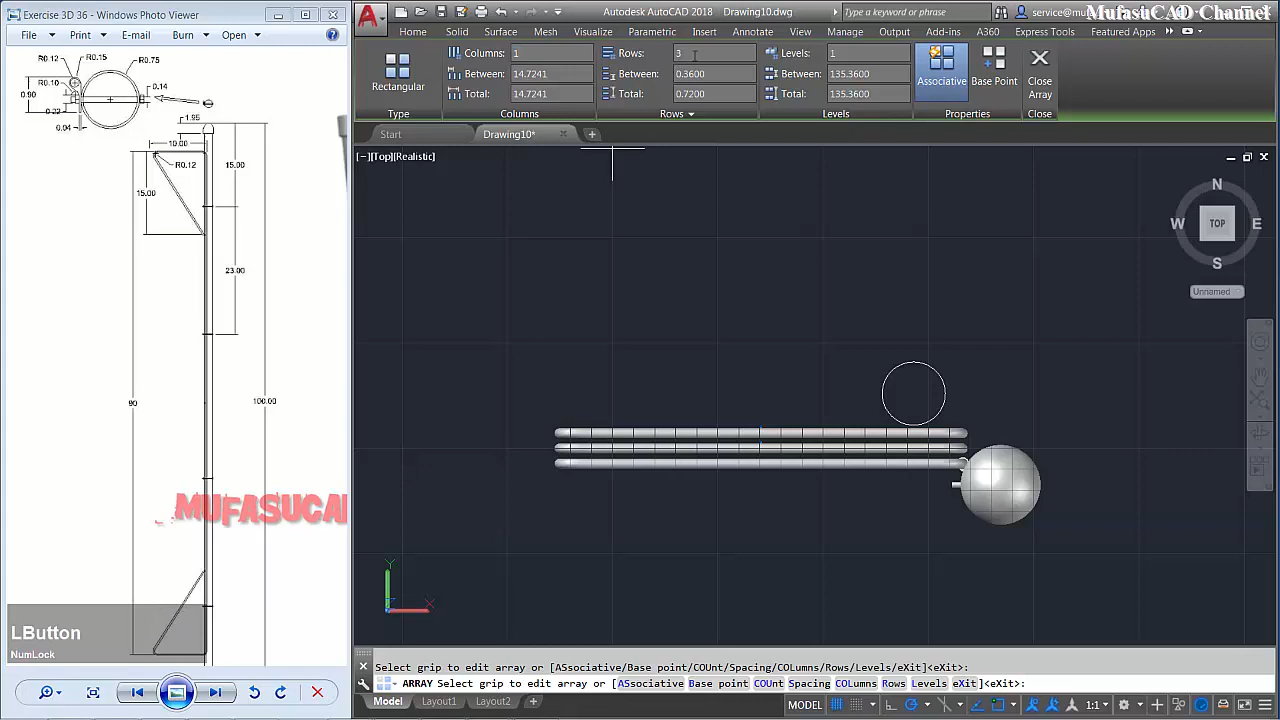 Exercise 3D 36 - Windows Photo Viewer
File
Print
E-mail
Burn
Open
R0.12
R0.15
R0.75
R0.10
0.14
0.90
0.22
0.04
1.95
10.00
R0.12
15.00
15.00
23.00
80
100.00
MUFASUCAD
LButton
NumLock
Autodesk AutoCAD 2018 Drawing10.dwg
Type a keyword or phrase
MufasuCAD Channel
Home Insert Annotate Solid Surface Mesh Visualize Parametric View Manage Output Add-ins A360 Express Tools Featured Apps
Columns: 1
Rows: 3
Levels: 1
Between: 14.7241
Between: 0.3600
Between: 135.3600
Total: 14.7241
Total: 0.7200
Total: 135.3600
Rectangular
Associative
Base Point
Close
Array
Type
Columns
Rows
Levels
Properties
Close
Start
Drawing10*
[−][Top][Realistic]
N
W
TOP
E
S
Unnamed
Y
X
Select grip to edit array or [ASsociative/Base point/COUnt/Spacing/COLumns/Rows/Levels/eXit]<eXit>:
ARRAY Select grip to edit array or [ASsociative Base point COUnt Spacing COLumns Rows Levels eXit]<eXit>:
Model
Layout1
Layout2
MODEL
1:1